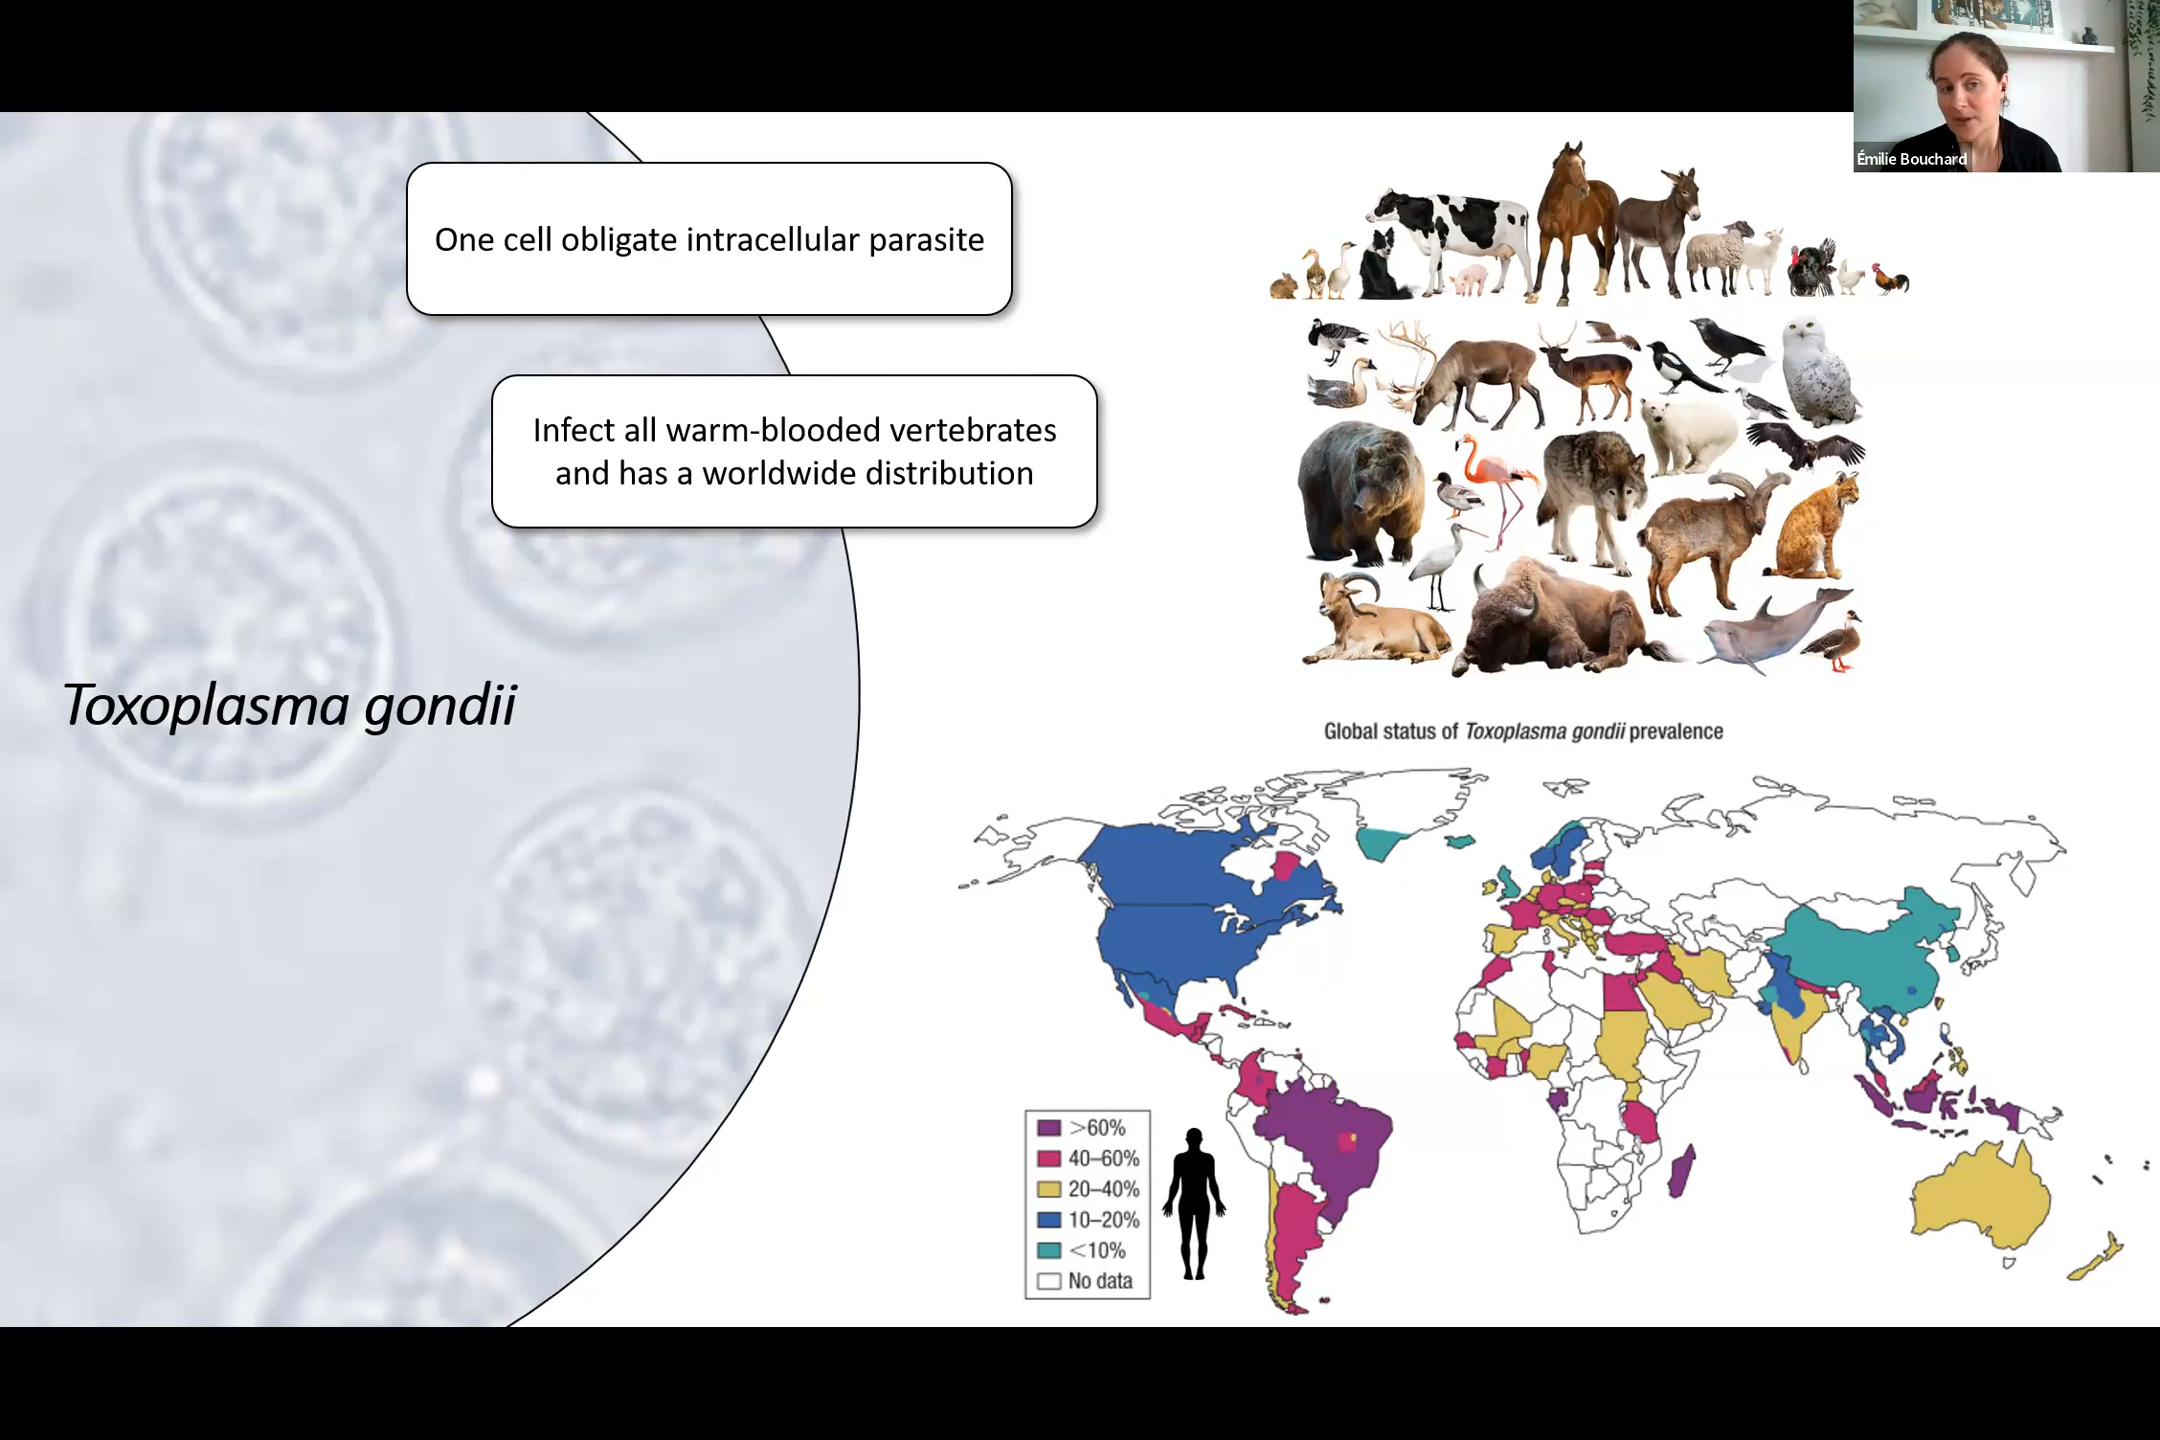 Émilie Bouchard
One cell obligate intracellular parasite
Infect all warm-blooded vertebrates
and has a worldwide distribution
Toxoplasma gondii
Global status of Toxoplasma gondii prevalence
>60%
40–60%
20–40%
10–20%
<10%
No data